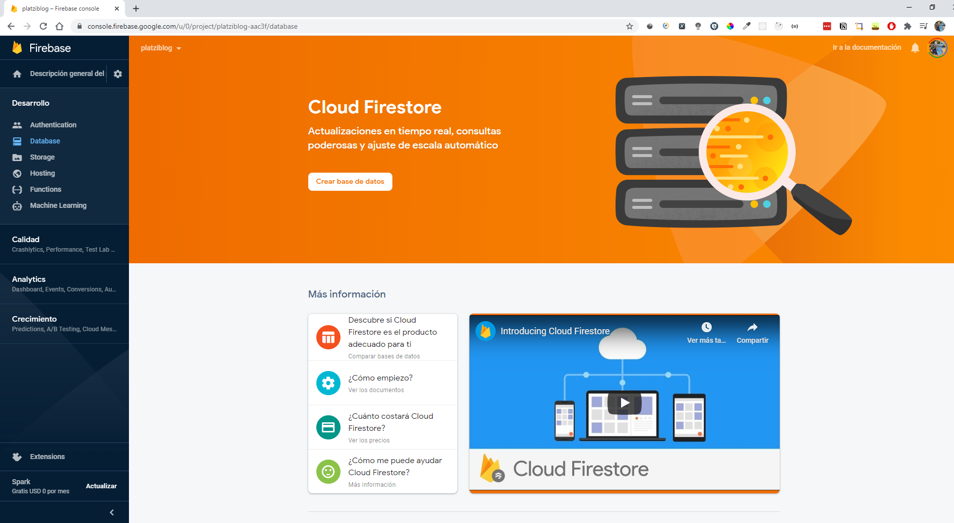 platziblog – Firebase console
console.firebase.google.com/u/0/project/platziblog-aac3f/database
Firebase
platziblog
Ir a la documentación
Descripción general del
Desarrollo
Authentication
Database
Storage
Hosting
Functions
Machine Learning
Calidad
Crashlytics, Performance, Test Lab ...
Analytics
Dashboard, Events, Conversions, Au...
Crecimiento
Predictions, A/B Testing, Cloud Mes...
Extensions
Spark
Gratis USD 0 por mes
Actualizar
Cloud Firestore
Actualizaciones en tiempo real, consultas
poderosas y ajuste de escala automático
Crear base de datos
Más información
Descubre si Cloud
Firestore es el producto
adecuado para ti
Comparar bases de datos
¿Cómo empiezo?
Ver los documentos
¿Cuánto costará Cloud
Firestore?
Ver los precios
¿Cómo me puede ayudar
Cloud Firestore?
Más información
Introducing Cloud Firestore
Ver más ta...
Compartir
Cloud Firestore